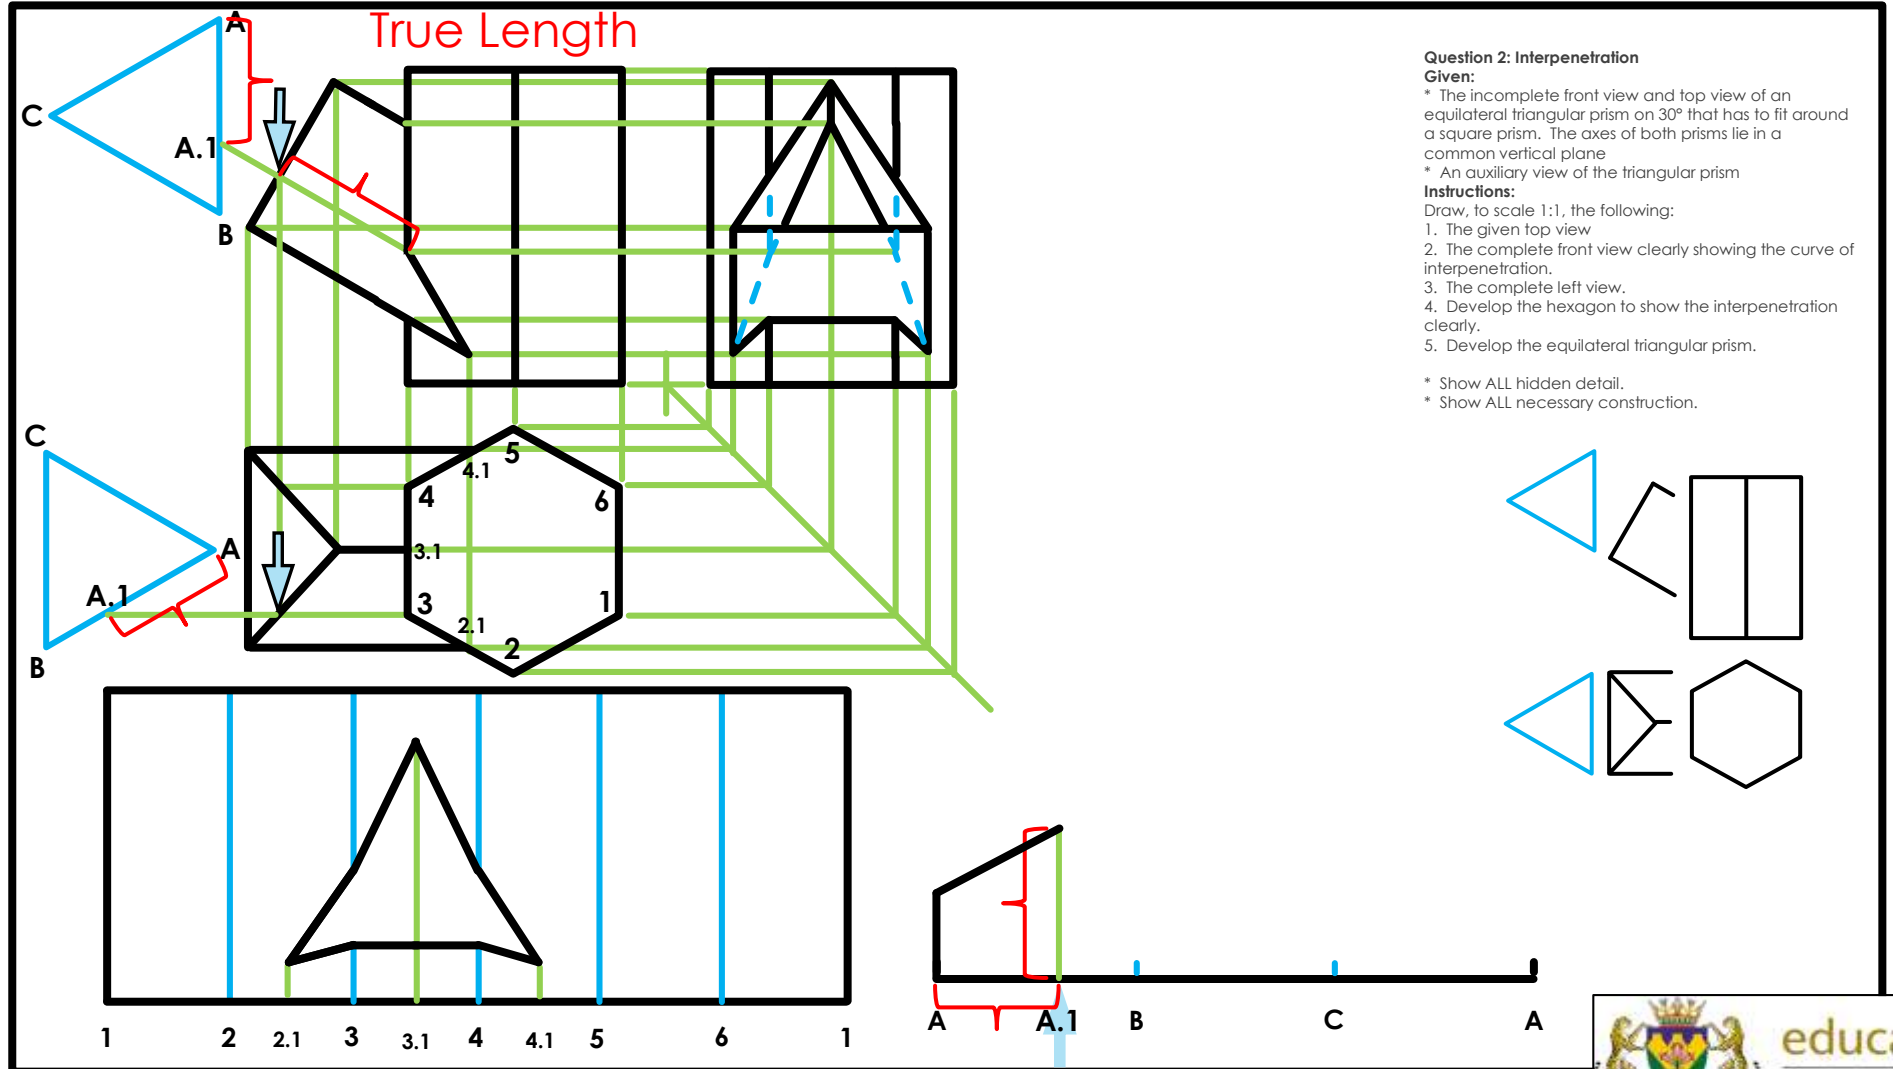 True Length
A
C
A.1
B
Question 2: Interpenetration
Given:
* The incomplete front view and top view of an
equilateral triangular prism on 30° that has to fit around
a square prism. The axes of both prisms lie in a
common vertical plane
* An auxiliary view of the triangular prism
Instructions:
Draw, to scale 1:1, the following:
1. The given top view
2. The complete front view clearly showing the curve of
interpenetration.
3. The complete left view.
4. Develop the hexagon to show the interpenetration
clearly.
5. Develop the equilateral triangular prism.
* Show ALL hidden detail.
* Show ALL necessary construction.
C
A
A.1
B
5
4.1
4
6
3.1
3
1
2.1
2
1 2 2.1 3 3.1 4 4.1 5 6 1
A A.1 B C A